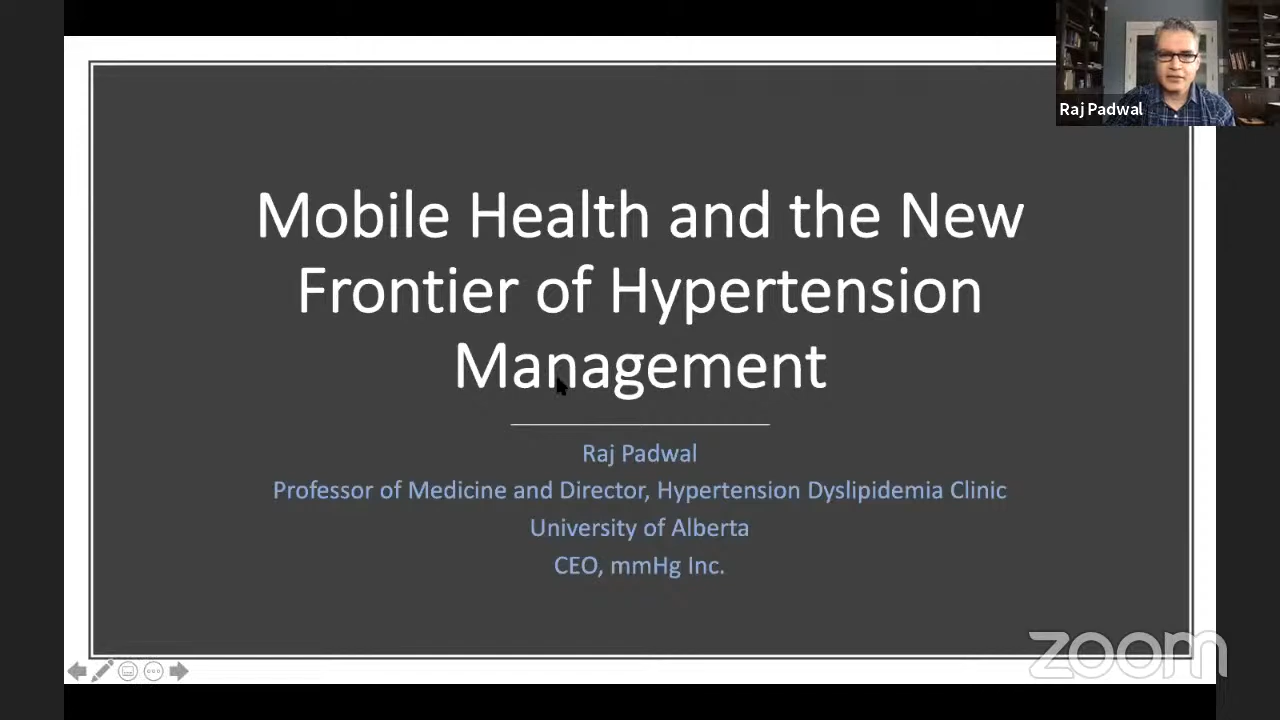 Raj Padwal
Mobile Health and the New
Frontier of Hypertension
Management
Raj Padwal
Professor of Medicine and Director, Hypertension Dyslipidemia Clinic
University of Alberta
CEO, mmHg Inc.
zoom